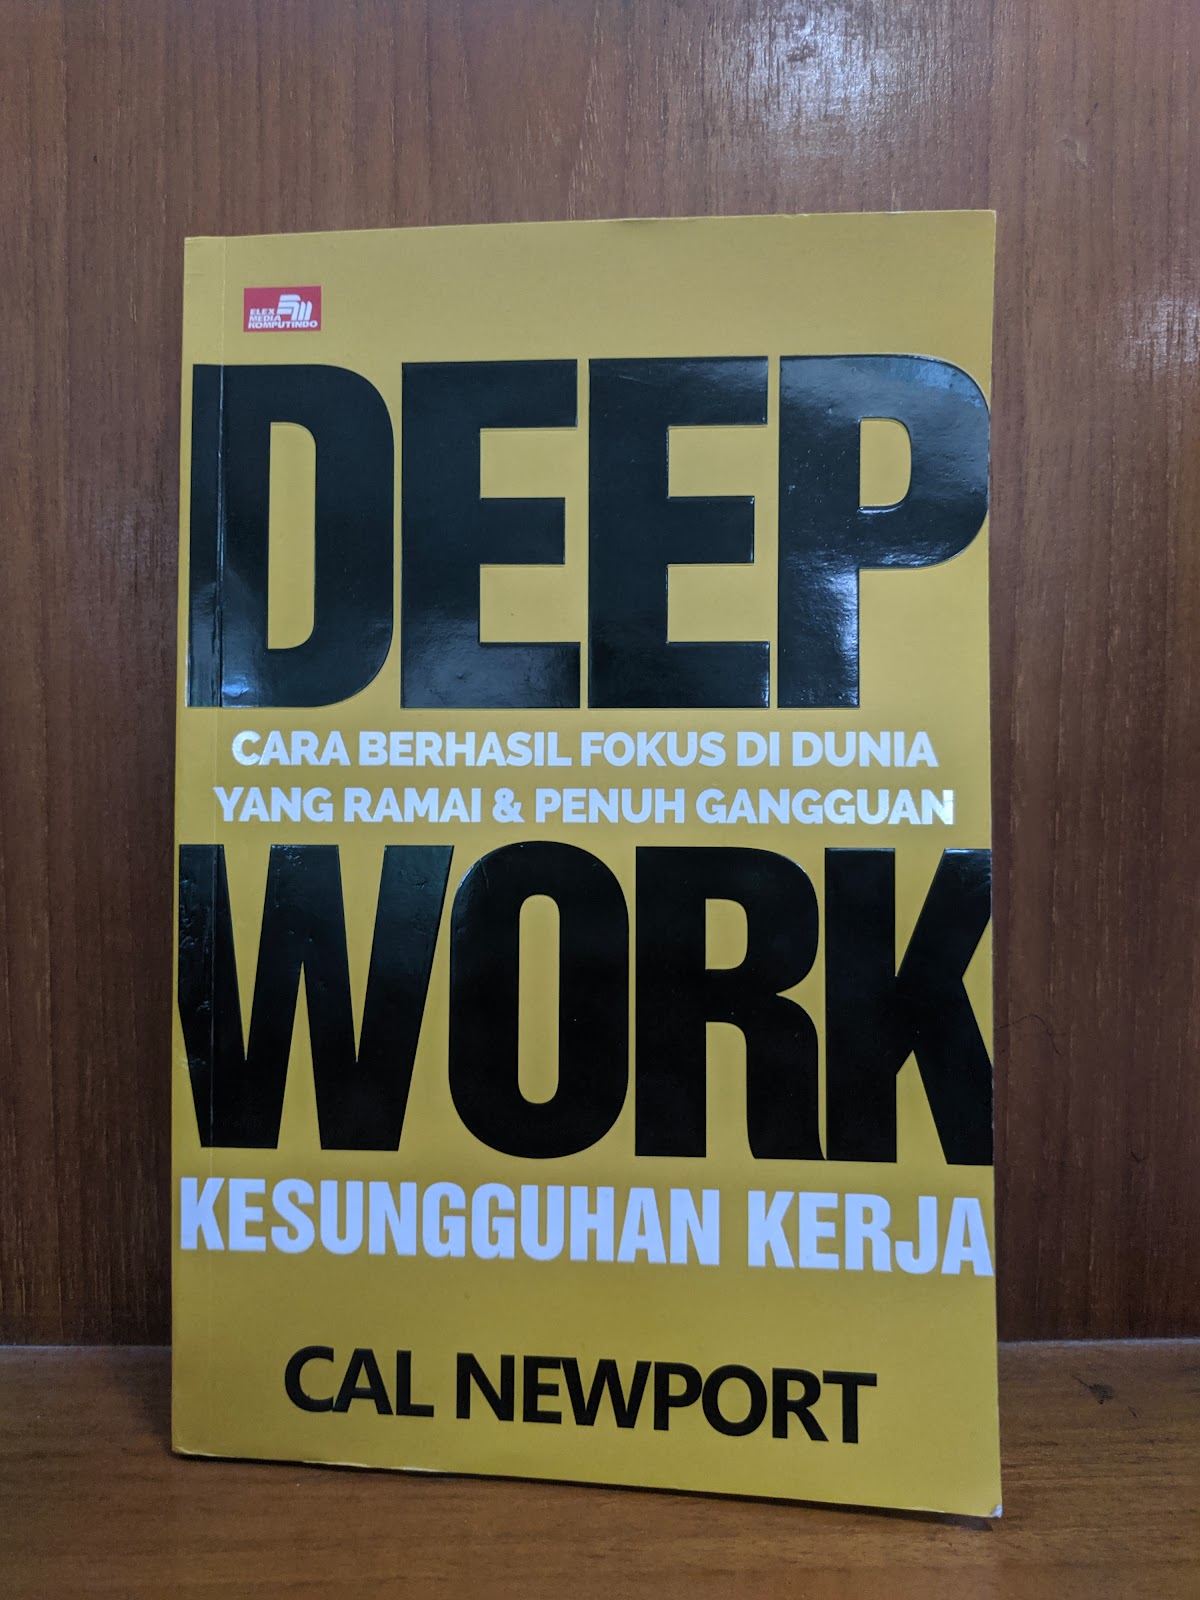 ELEX
MEDIA
KOMPUTINDO
DEEP
CARA BERHASIL FOKUS DI DUNIA
YANG RAMAI & PENUH GANGGUAN
WORK
KESUNGGUHAN KERJA
CAL NEWPORT